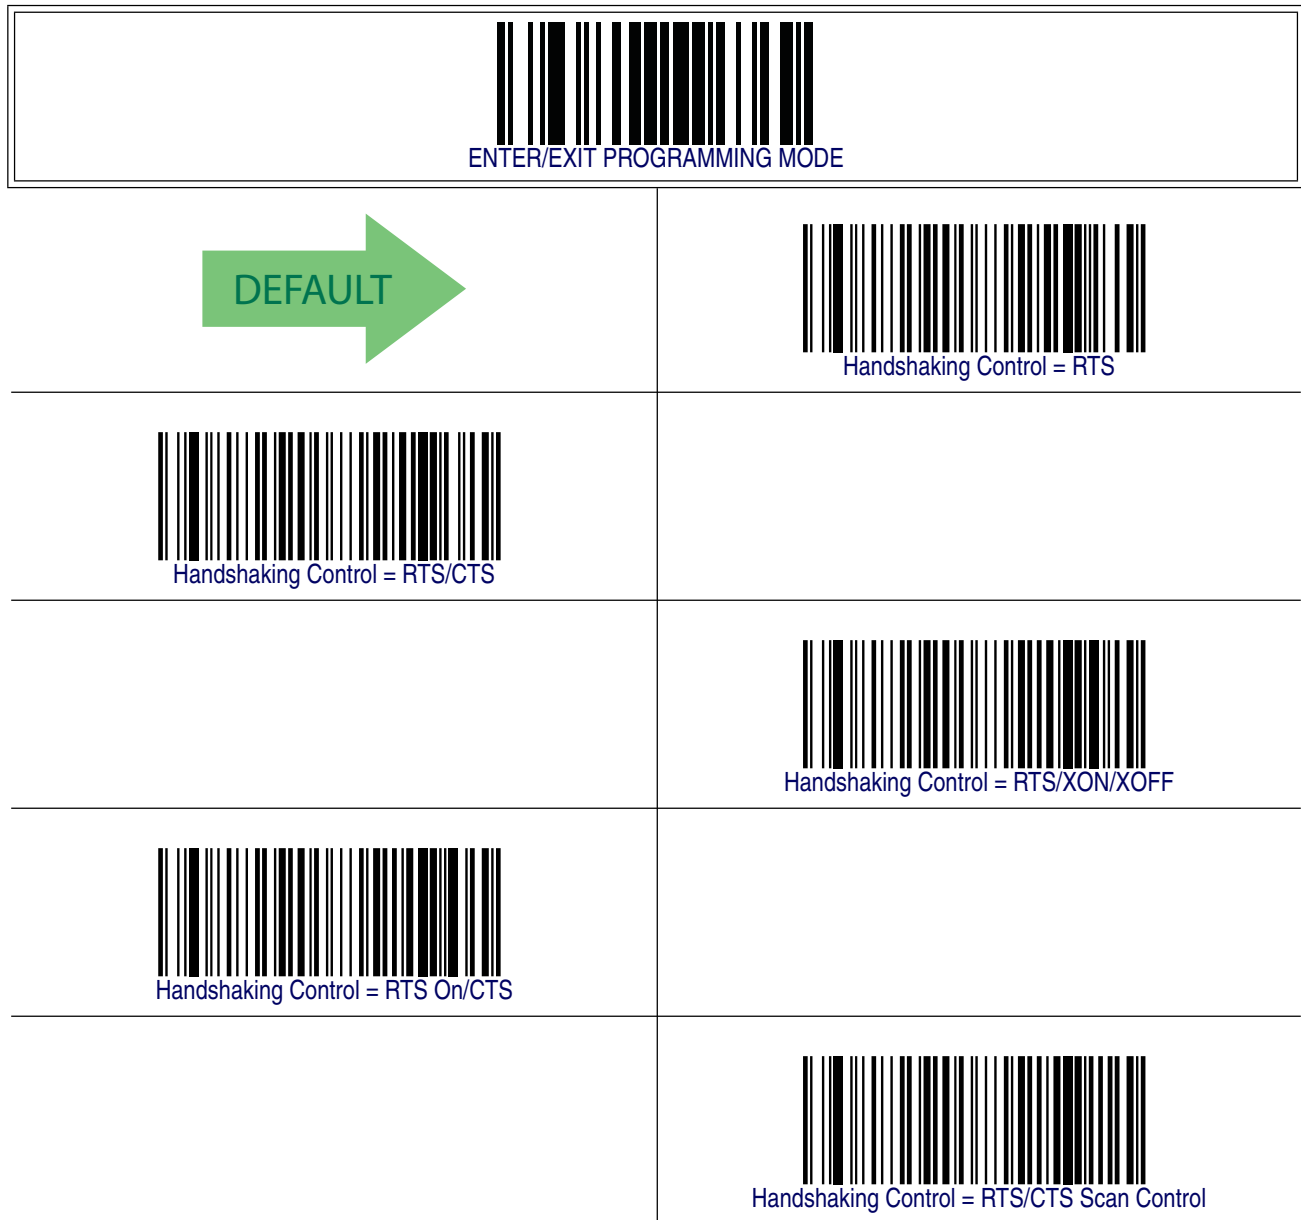 ENTER/EXIT PROGRAMMING MODE
DEFAULT
Handshaking Control = RTS
Handshaking Control = RTS/CTS
Handshaking Control = RTS/XON/XOFF
Handshaking Control = RTS On/CTS
Handshaking Control = RTS/CTS Scan Control